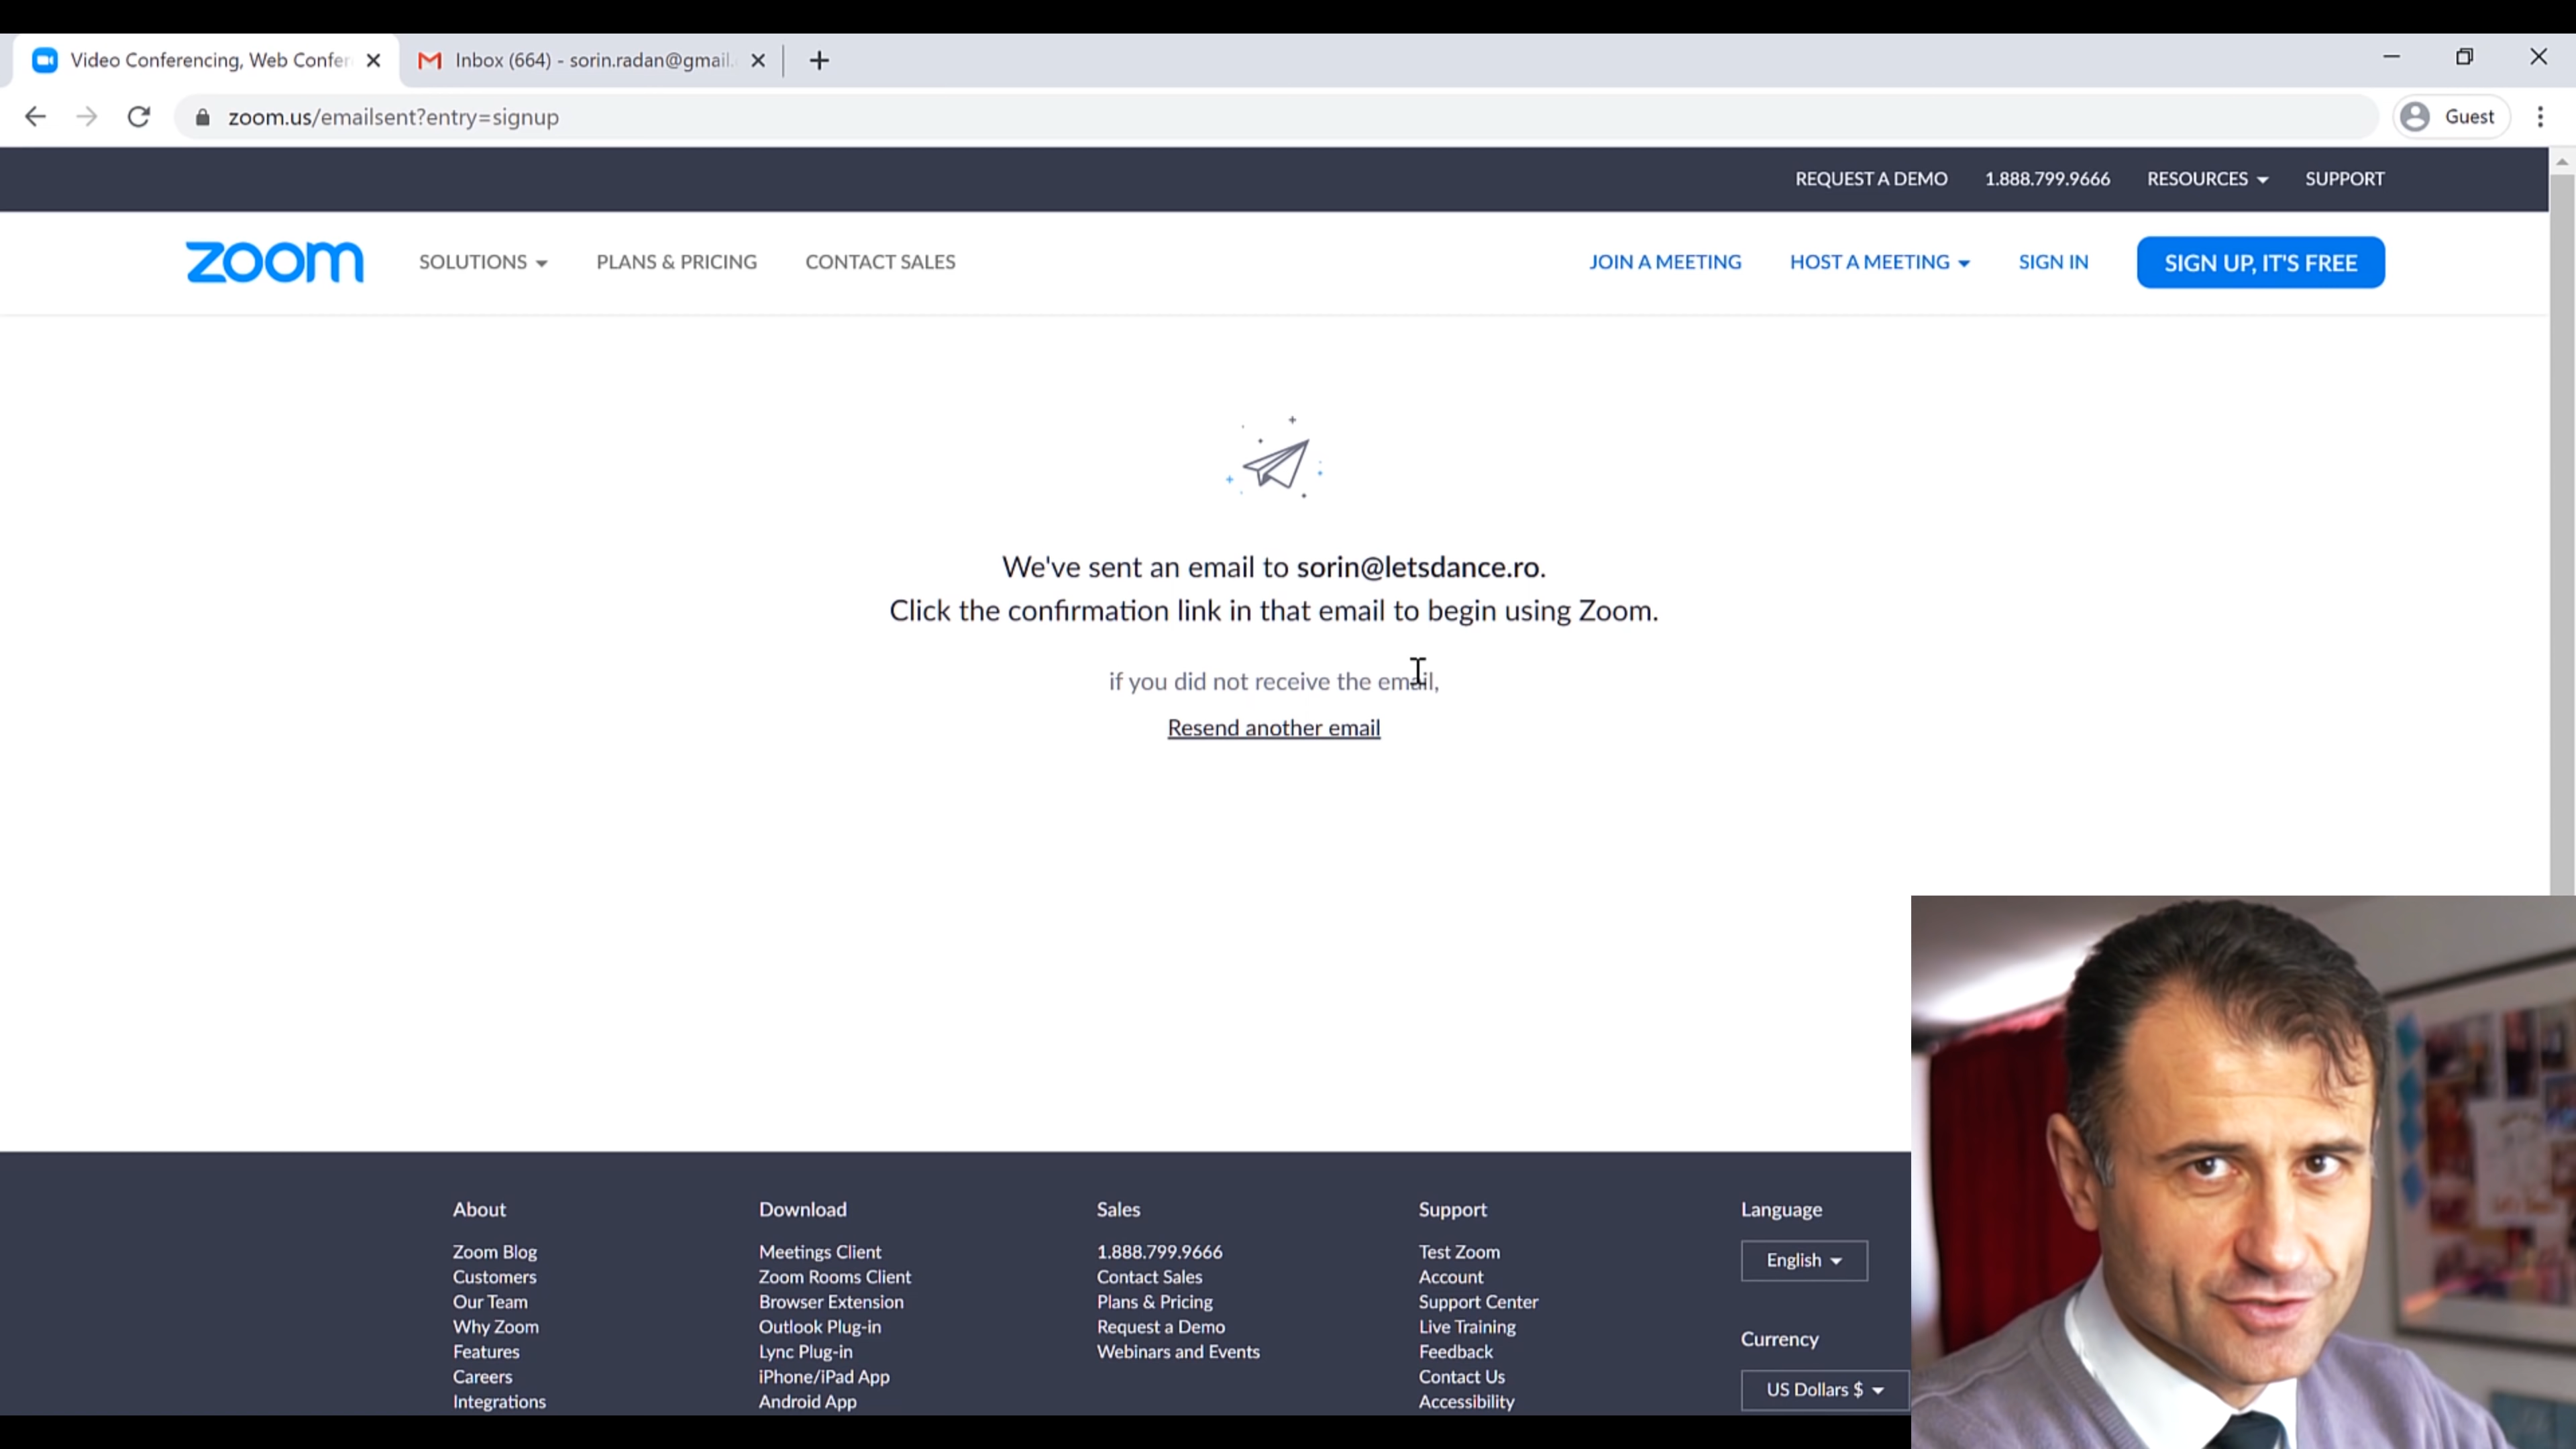 Video Conferencing, Web Confer
Inbox (664) - sorin.radan@gmail.
zoom.us/emailsent?entry=signup
Guest
REQUEST A DEMO 1.888.799.9666 RESOURCES SUPPORT
zoom SOLUTIONS PLANS & PRICING CONTACT SALES JOIN A MEETING HOST A MEETING SIGN IN SIGN UP, IT'S FREE
We've sent an email to sorin@letsdance.ro.
Click the confirmation link in that email to begin using Zoom.
if you did not receive the email,
Resend another email
About
Zoom Blog
Customers
Our Team
Why Zoom
Features
Careers
Integrations
Download
Meetings Client
Zoom Rooms Client
Browser Extension
Outlook Plug-in
Lync Plug-in
iPhone/iPad App
Android App
Sales
1.888.799.9666
Contact Sales
Plans & Pricing
Request a Demo
Webinars and Events
Support
Test Zoom
Account
Support Center
Live Training
Feedback
Contact Us
Accessibility
Language
English
Currency
US Dollars $